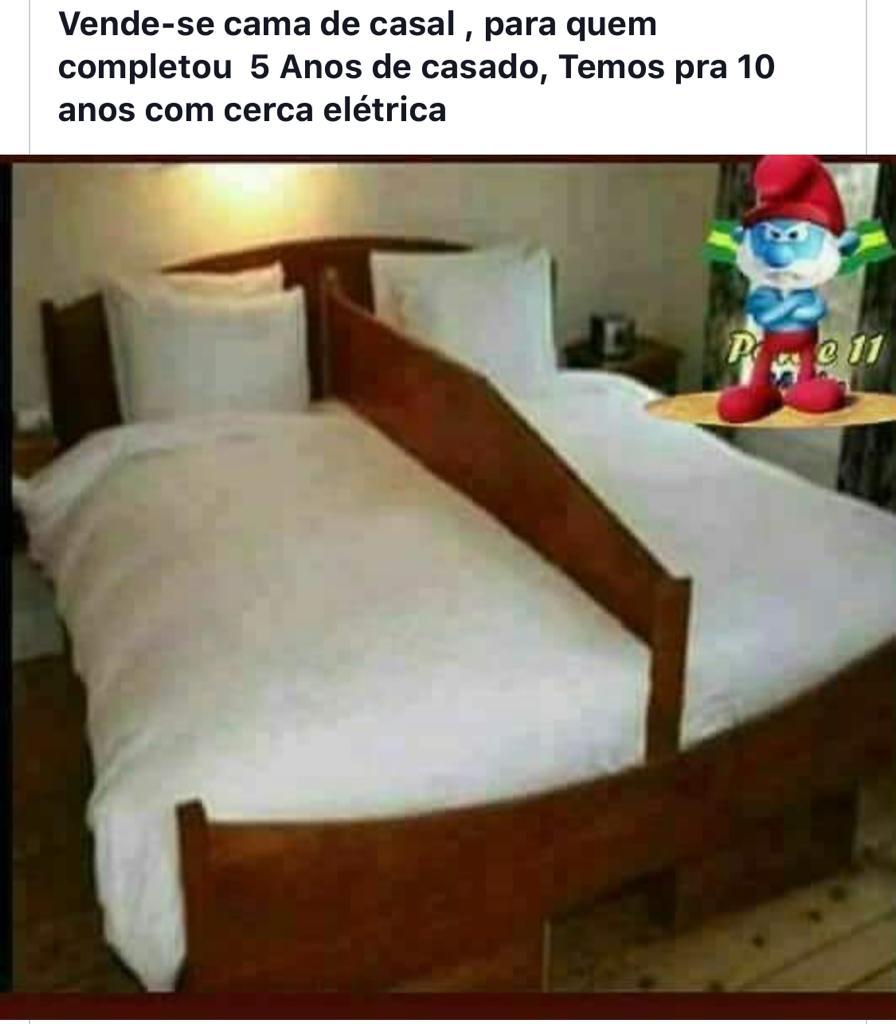 Vende-se cama de casal , para quem
completou  5 Anos de casado, Temos pra 10
anos com cerca elétrica
11